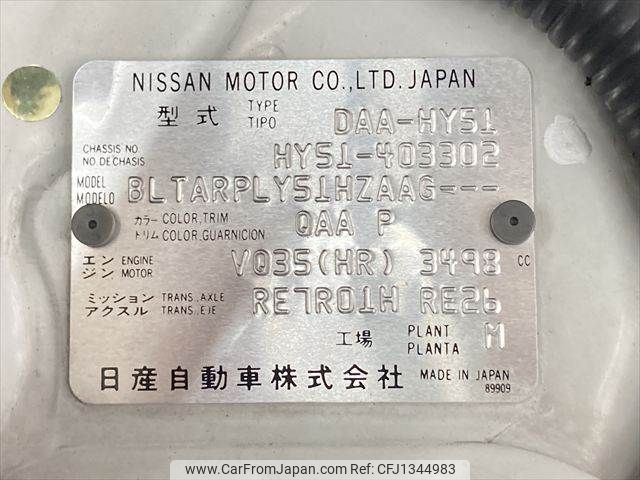 NISSAN MOTOR CO.,LTD. JAPAN
型式 TYPE TIPO DAA-HY51
CHASSIS NO. NO.DE CHASIS HY51-403302
MODEL MODELO BLTARPLY51HZAAG---
カラー COLOR,TRIM トリム COLOR,GUARNICION QAA P
エンジン ENGINE MOTOR VQ35(HR) 3498 CC
ミッション TRANS.,AXLE アクスル TRANS.,EJE RE7R01H RE26
工場 PLANT PLANTA M
日産自動車株式会社 MADE IN JAPAN
89909
www.CarFromJapan.com - CFJ1344983